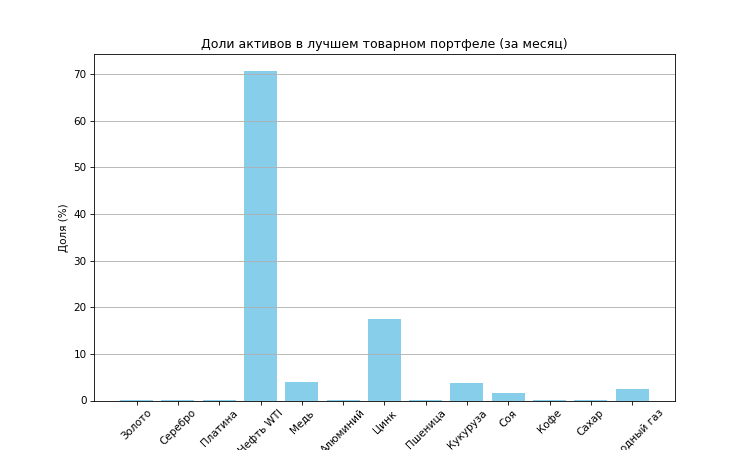 Доли активов в лучшем товарном портфеле (за месяц)
Доля (%)
70
60
50
40
30
20
10
0
Золото
Серебро
Платина
Нефть WTI
Медь
Алюминий
Цинк
Пшеница
Кукуруза
Соя
Кофе
Сахар
газ